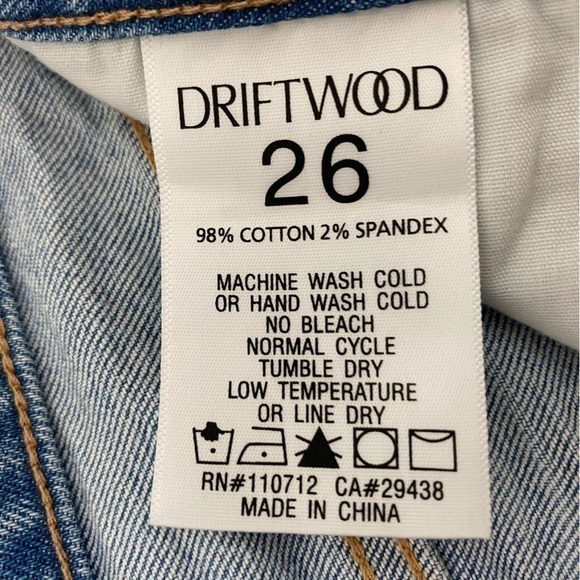 DRIFTWOOD
26
98% COTTON 2% SPANDEX
MACHINE WASH COLD
OR HAND WASH COLD
NO BLEACH
NORMAL CYCLE
TUMBLE DRY
LOW TEMPERATURE
OR LINE DRY
RN#110712 CA#29438
MADE IN CHINA